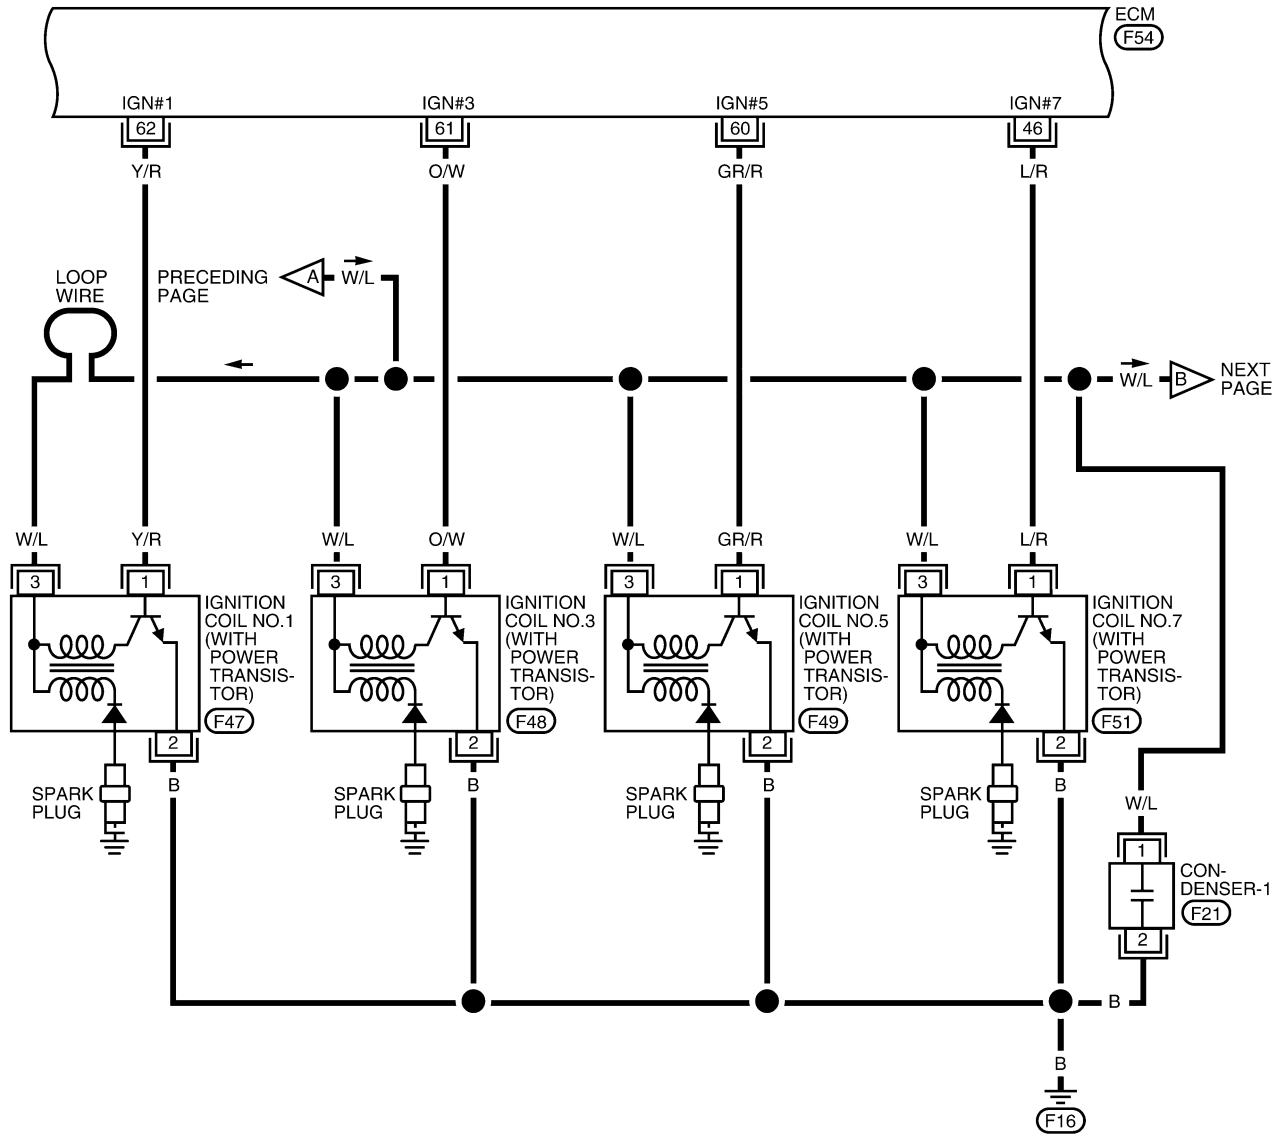 ECM
F54
IGN#1
IGN#3
IGN#5
IGN#7
62
61
60
46
Y/R
O/W
GR/R
L/R
LOOP
WIRE
PRECEDING
PAGE
A
W/L
W/L
B
NEXT
PAGE
W/L
Y/R
W/L
O/W
W/L
GR/R
W/L
L/R
3
1
3
1
3
1
3
1
IGNITION
COIL NO.1
(WITH
POWER
TRANSIS-
TOR)
F47
IGNITION
COIL NO.3
(WITH
POWER
TRANSIS-
TOR)
F48
IGNITION
COIL NO.5
(WITH
POWER
TRANSIS-
TOR)
F49
IGNITION
COIL NO.7
(WITH
POWER
TRANSIS-
TOR)
F51
2
2
2
2
B
B
B
B
SPARK
PLUG
SPARK
PLUG
SPARK
PLUG
SPARK
PLUG
W/L
1
CON-
DENSER-1
F21
2
B
B
F16